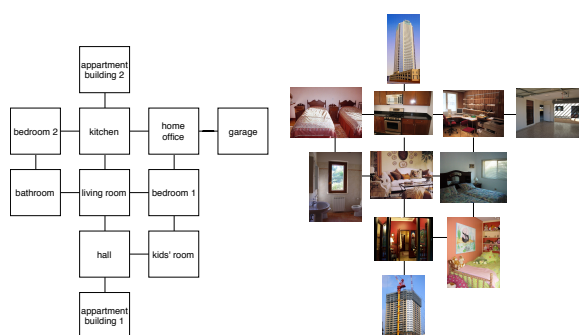 appartment
building 2
bedroom 2
kitchen
home
office
garage
bathroom
living room
bedroom 1
hall
kids' room
appartment
building 1